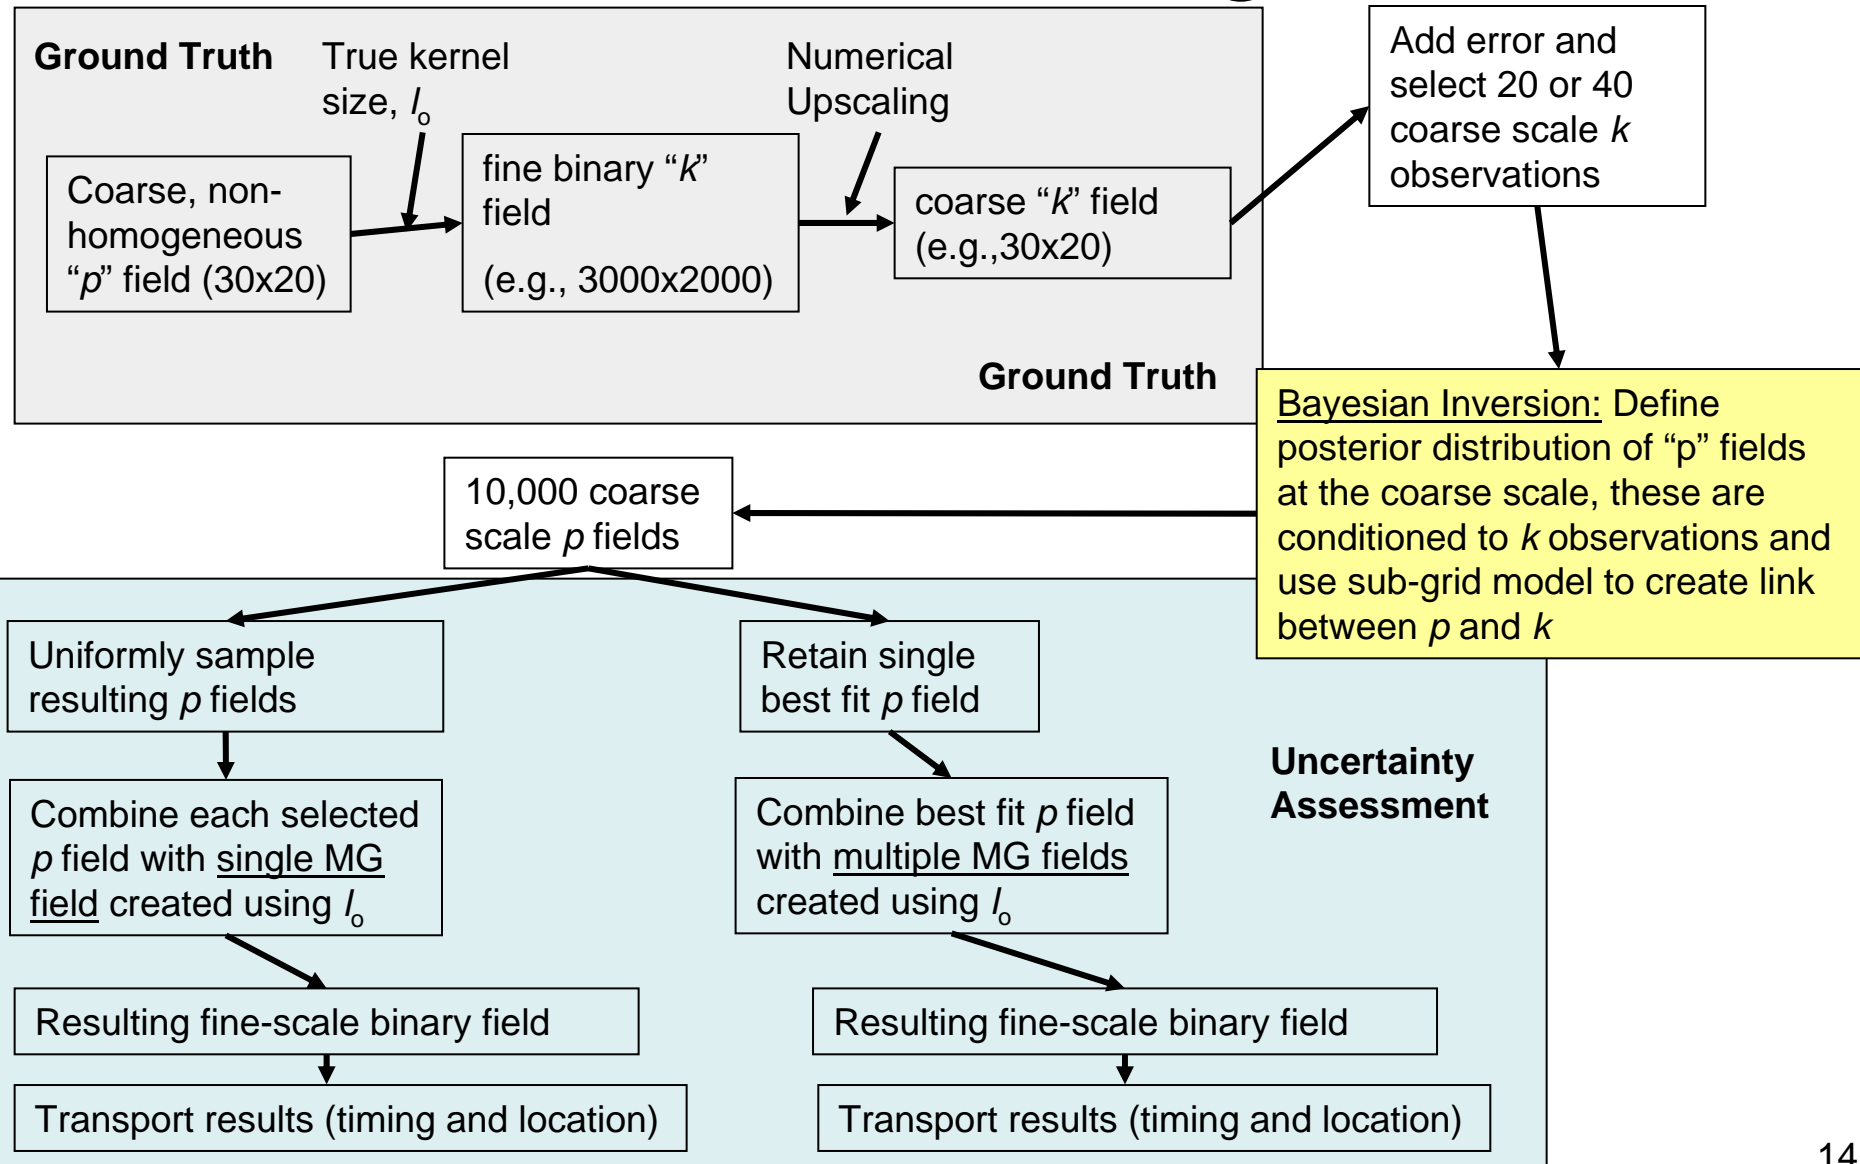 Ground Truth
True kernel
size, lo
Numerical
Upscaling
Coarse, non-
homogeneous
“p” field (30x20)
fine binary “k”
field
(e.g., 3000x2000)
coarse “k” field
(e.g.,30x20)
Ground Truth
Add error and
select 20 or 40
coarse scale k
observations
Bayesian Inversion: Define
posterior distribution of “p” fields
at the coarse scale, these are
conditioned to k observations and
use sub-grid model to create link
between p and k
10,000 coarse
scale p fields
Uniformly sample
resulting p fields
Combine each selected
p field with single MG
field created using lo
Resulting fine-scale binary field
Transport results (timing and location)
Retain single
best fit p field
Combine best fit p field
with multiple MG fields
created using lo
Resulting fine-scale binary field
Transport results (timing and location)
Uncertainty
Assessment
14